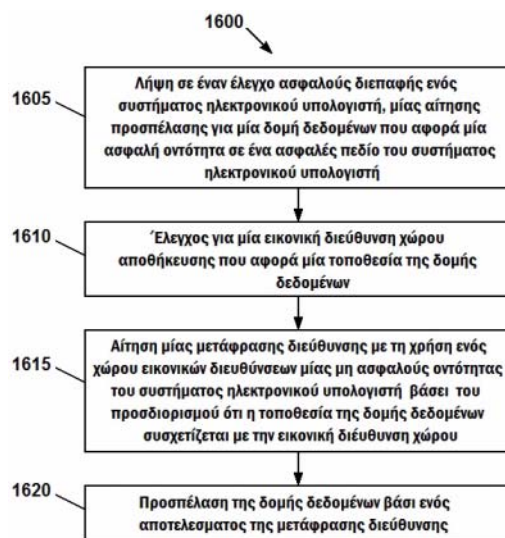 1600
1605
Λήψη σε έναν έλεγχο ασφαλούς διεπαφής ενός
συστήματος ηλεκτρονικού υπολογιστή, μίας αίτησης
προσπέλασης για μία δομή δεδομένων που αφορά μία
ασφαλή οντότητα σε ένα ασφαλές πεδίο του συστήματος
ηλεκτρονικού υπολογιστή
1610
Έλεγχος για μία εικονική διεύθυνση χώρου
αποθήκευσης που αφορά μία τοποθεσία της δομής
δεδομένων
1615
Αίτηση μίας μετάφρασης διεύθυνσης με τη χρήση ενός
χώρου εικονικών διευθύνσεων μίας μη ασφαλούς οντότητας
του συστήματος ηλεκτρονικού υπολογιστή βάσει του
προσδιορισμού ότι η τοποθεσία της δομής δεδομένων
συσχετίζεται με την εικονική διέυθυνση χώρου
1620
Προσπέλαση της δομής δεδομένων βάσι ενός
αποτελεσματος της μετάφρασης διεύθυνσης